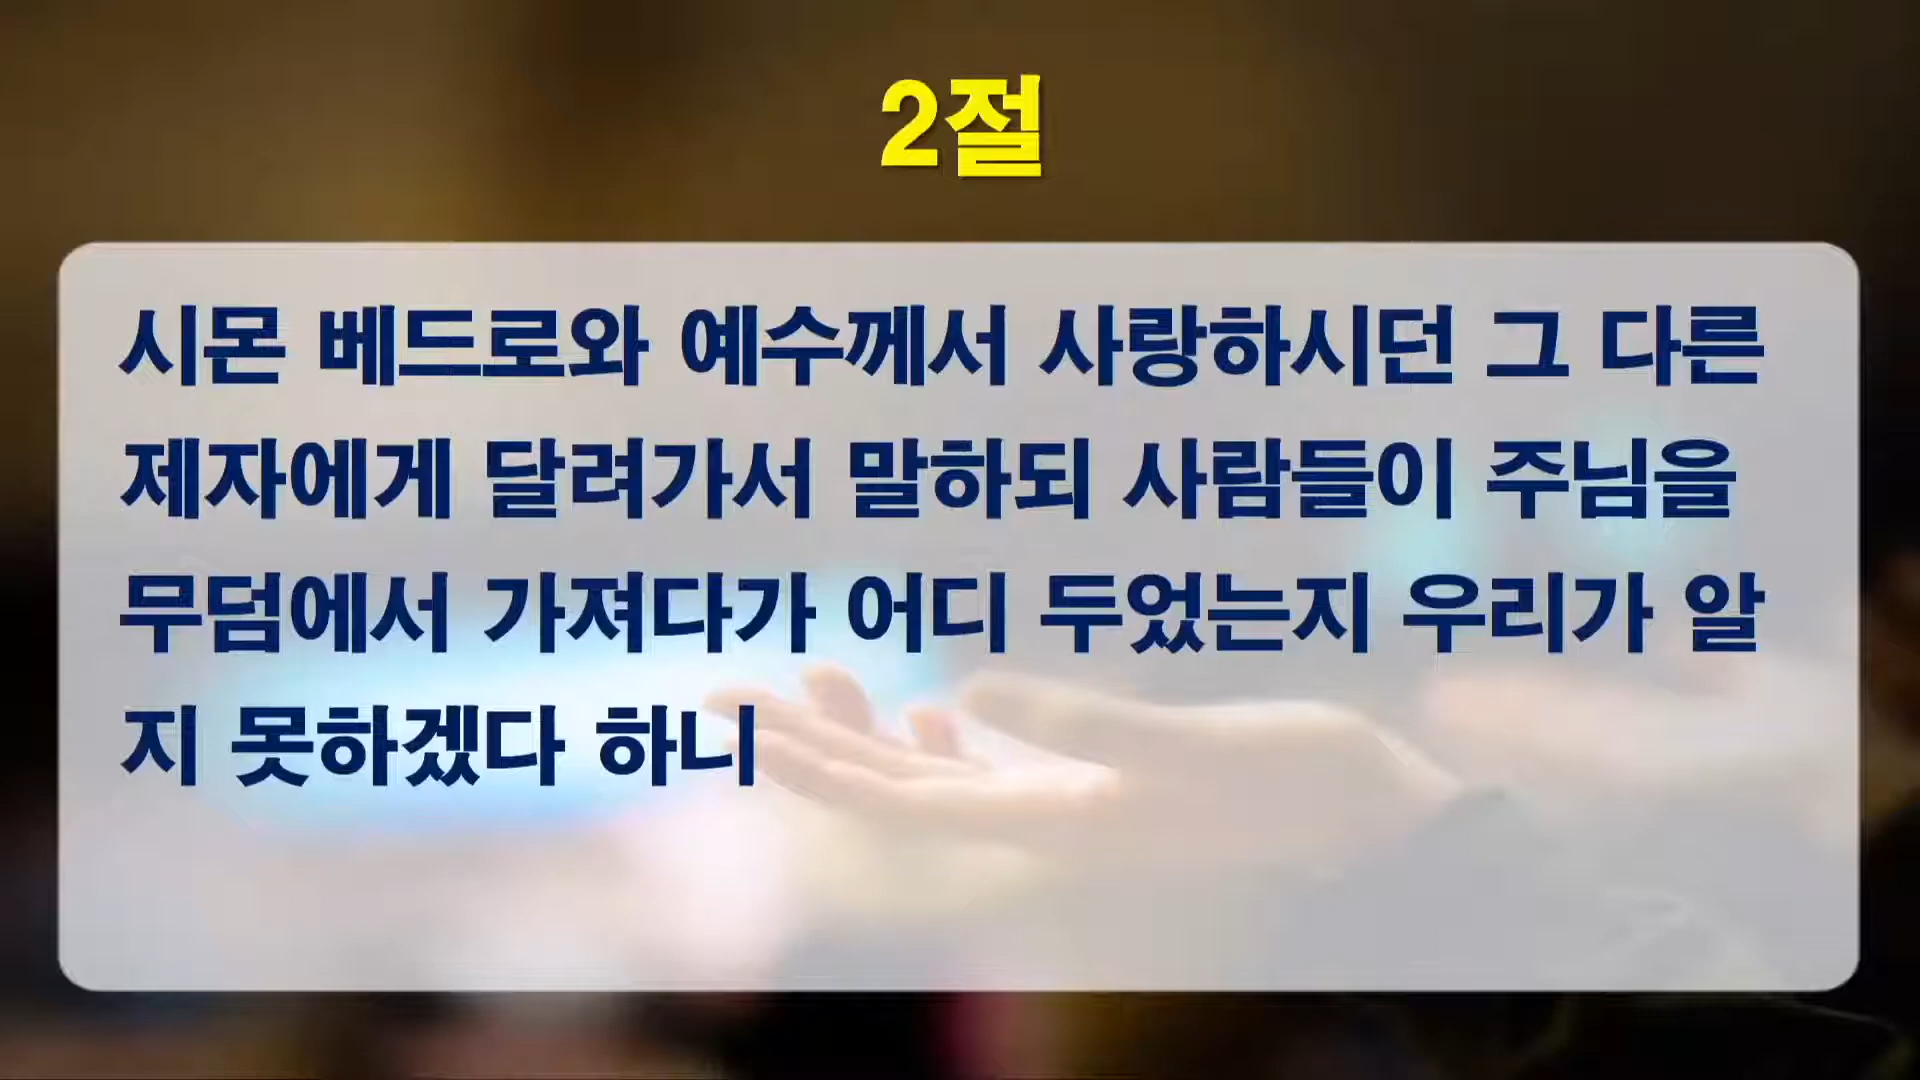 2절
시몬 베드로와 예수께서 사랑하시던 그 다른
제자에게 달려가서 말하되 사람들이 주님을
무덤에서 가져다가 어디 두었는지 우리가 알
지 못하겠다 하니